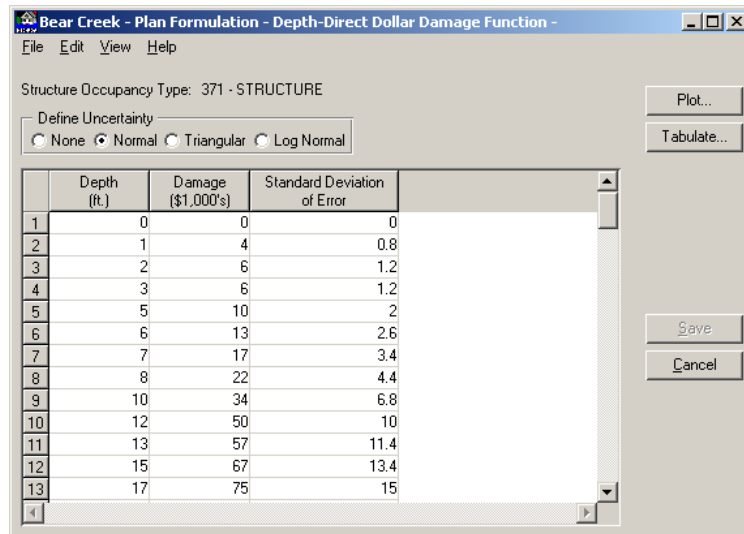 Bear Creek - Plan Formulation - Depth-Direct Dollar Damage Function -
File Edit View Help
Structure Occupancy Type: 371 - STRUCTURE
Plot...
Define Uncertainty
None Normal Triangular Log Normal
Tabulate...
Depth Damage Standard Deviation
(ft.) ($1,000's) of Error
1 0 0 0
2 1 4 0.8
3 2 6 1.2
4 3 6 1.2
5 5 10 2
6 6 13 2.6
Save
7 7 17 3.4
8 8 22 4.4
Cancel
9 10 34 6.8
10 12 50 10
11 13 57 11.4
12 15 67 13.4
13 17 75 15